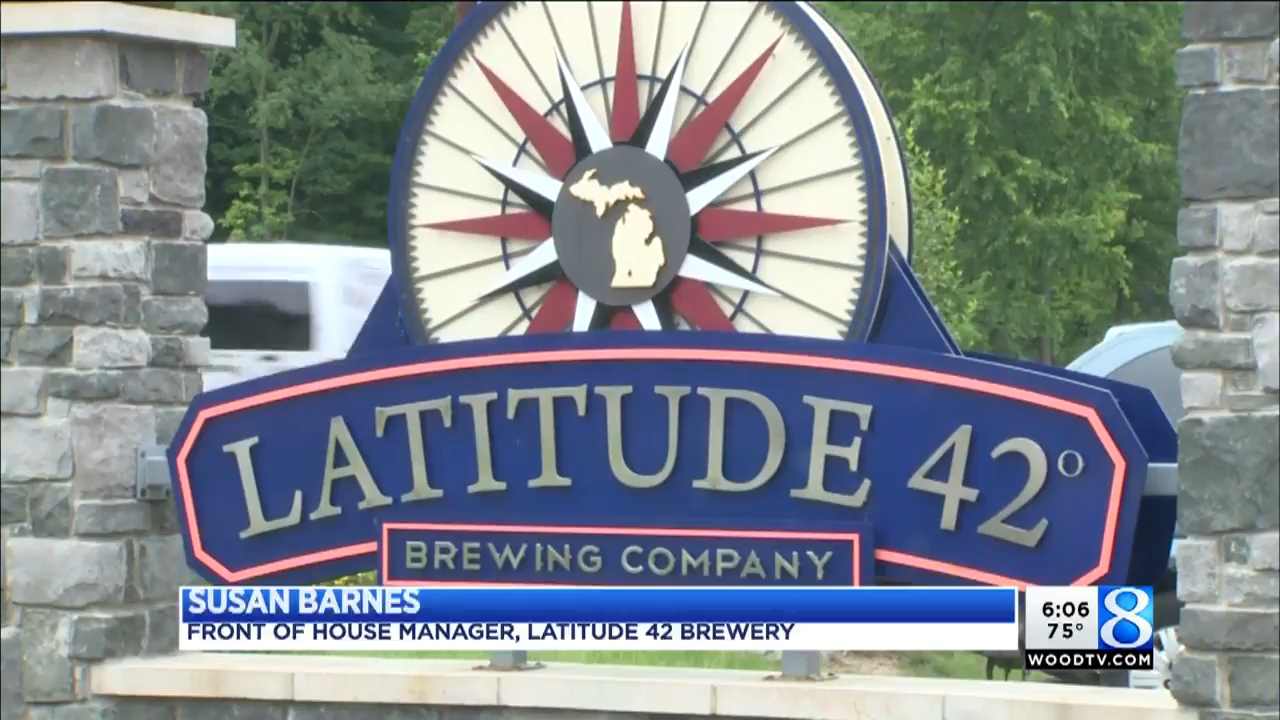 LATITUDE 42°
BREWING COMPANY
SUSAN BARNES
FRONT OF HOUSE MANAGER, LATITUDE 42 BREWERY
6:06
75°
8
WOODTV.COM